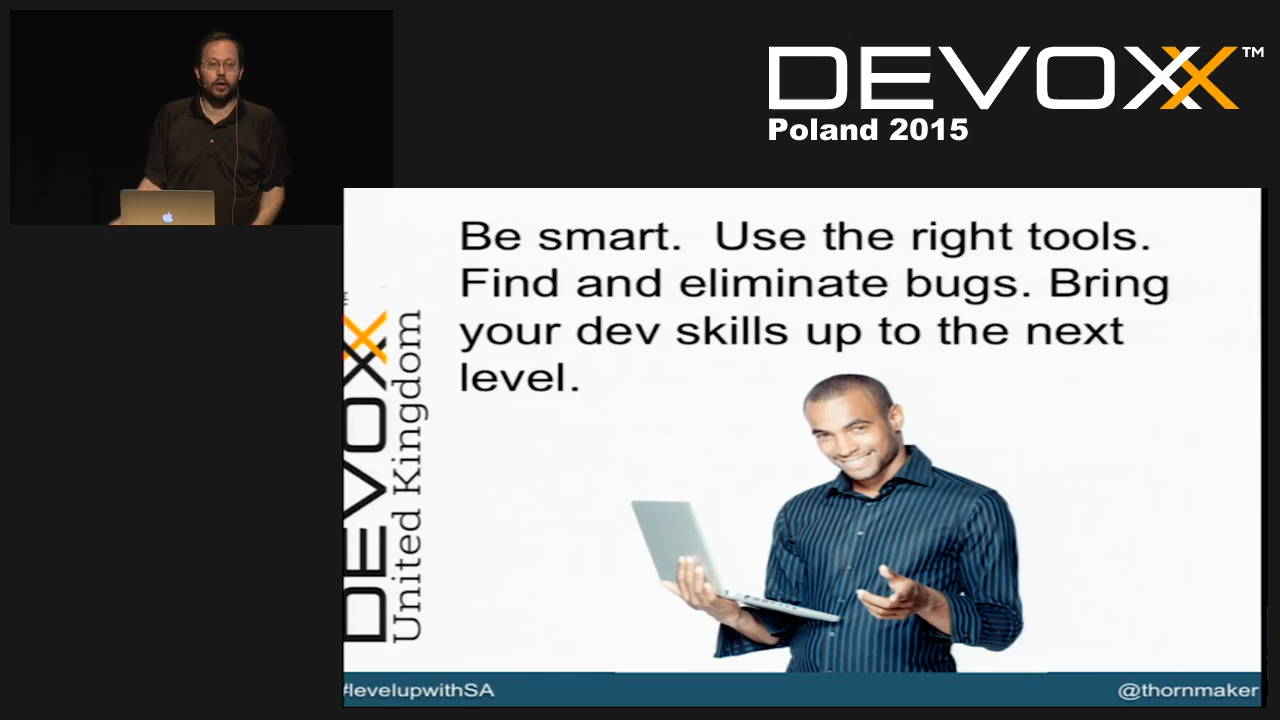 DEVOXX™
Poland 2015
Be smart.  Use the right tools.
Find and eliminate bugs. Bring
your dev skills up to the next
level.
DEVOXX
United Kingdom
#levelupwithSA
@thornmaker